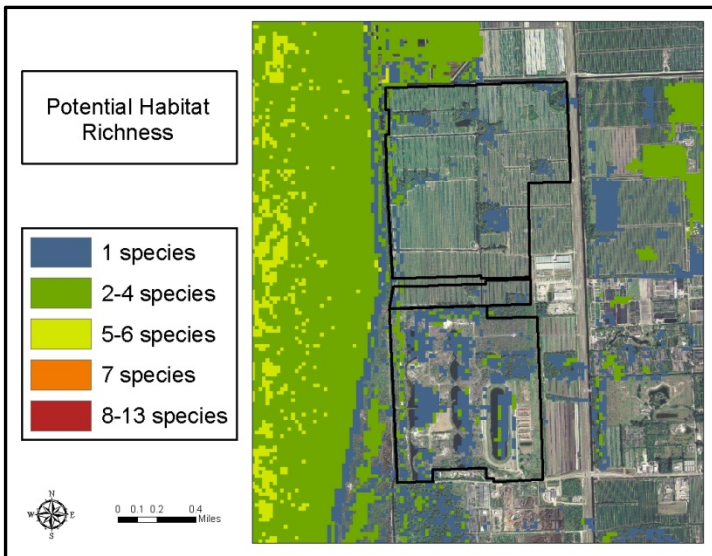 Potential Habitat
Richness
1 species
2-4 species
5-6 species
7 species
8-13 species
N
W E
S
0 0.1 0.2 0.4
Miles